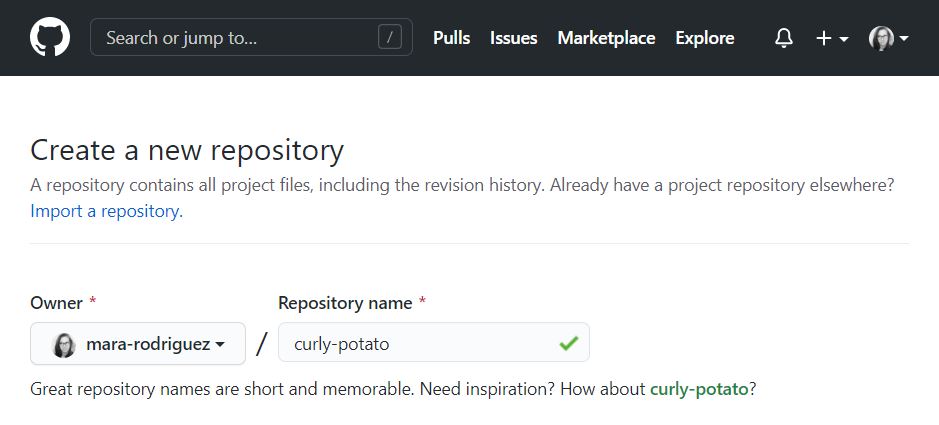 Search or jump to... / Pulls Issues Marketplace Explore
Create a new repository
A repository contains all project files, including the revision history. Already have a project repository elsewhere?
Import a repository.
Owner * Repository name *
mara-rodriguez / curly-potato
Great repository names are short and memorable. Need inspiration? How about curly-potato?